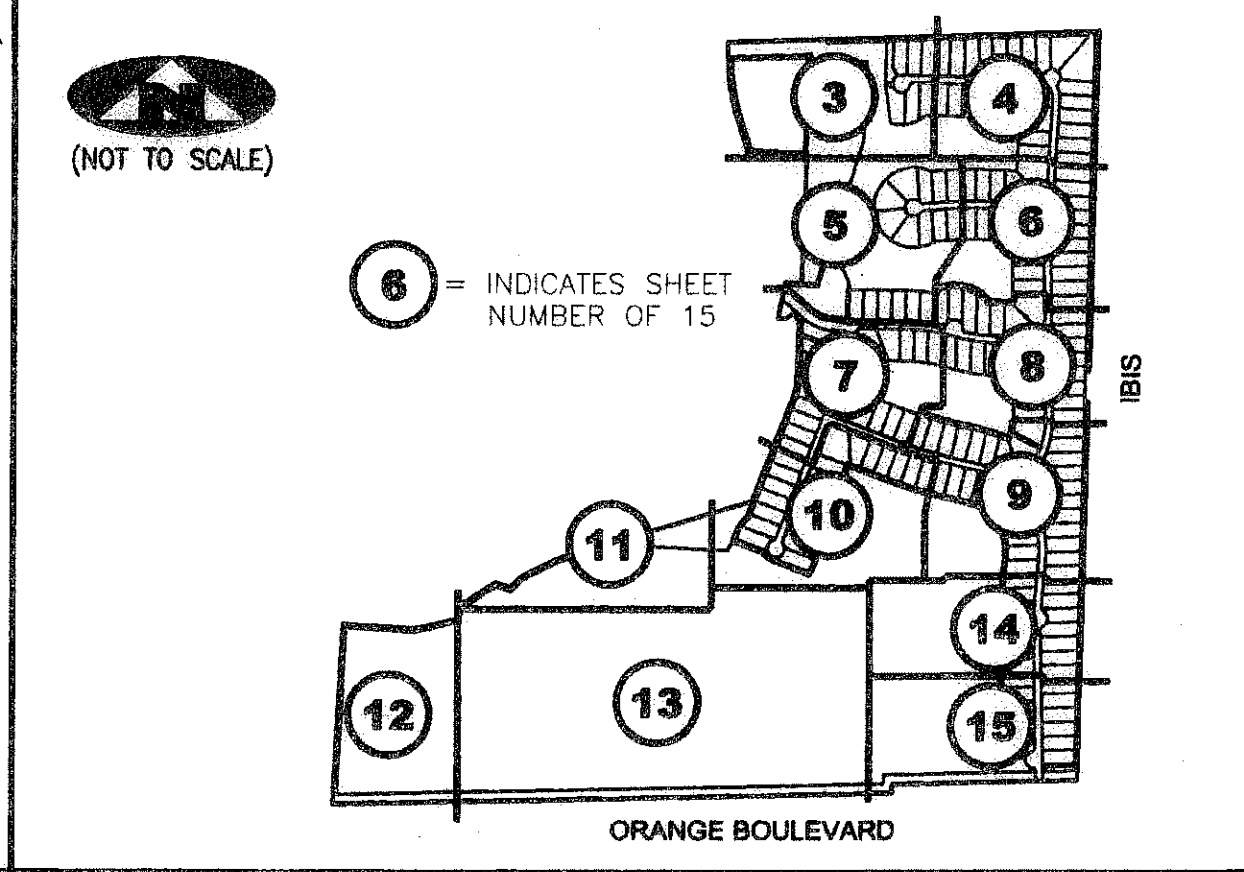 N
(NOT TO SCALE)
6 = INDICATES SHEET
NUMBER OF 15
3
4
5
6
7
8
IBIS
9
10
11
12
13
14
15
ORANGE BOULEVARD